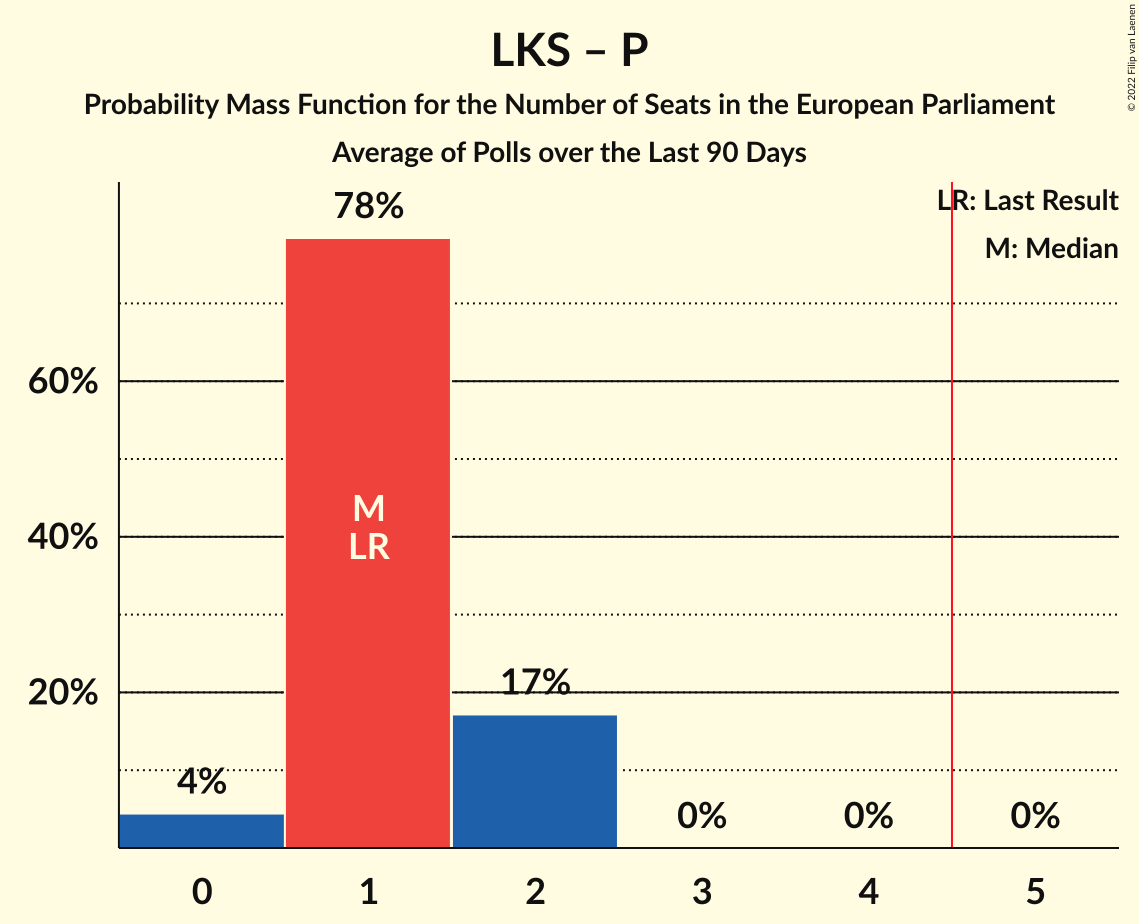 LKS – P
Probability Mass Function for the Number of Seats in the European Parliament
Average of Polls over the Last 90 Days
© 2022 Filip van Laenen
LR: Last Result
M: Median
78%
60%
M
40%
LR
20%
17%
4%
0%
0%
0%
0
1
2
3
4
5